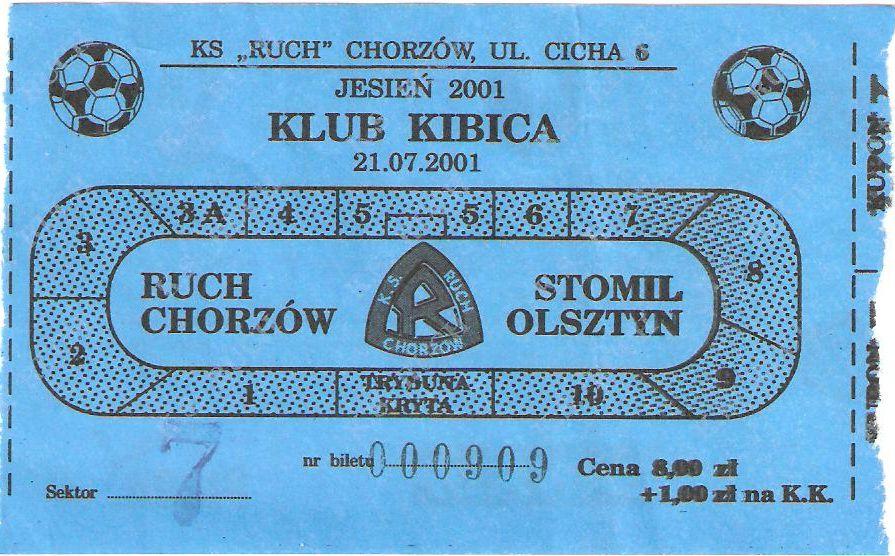 KS „RUCH” CHORZÓW, UL. CICHA 6
JESIEŃ 2001
KLUB KIBICA
21.07.2001
3 3A 4 5 5 6 7 8
RUCH CHORZÓW
K. S. RUCH
R
CHORZÓW
STOMIL OLSZTYN
2 1 TRYBUNA KRYTA 10 9
nr biletu 000909
Sektor 7
Cena 8,00 zł
+1,00 zł na K.K.
KUPON